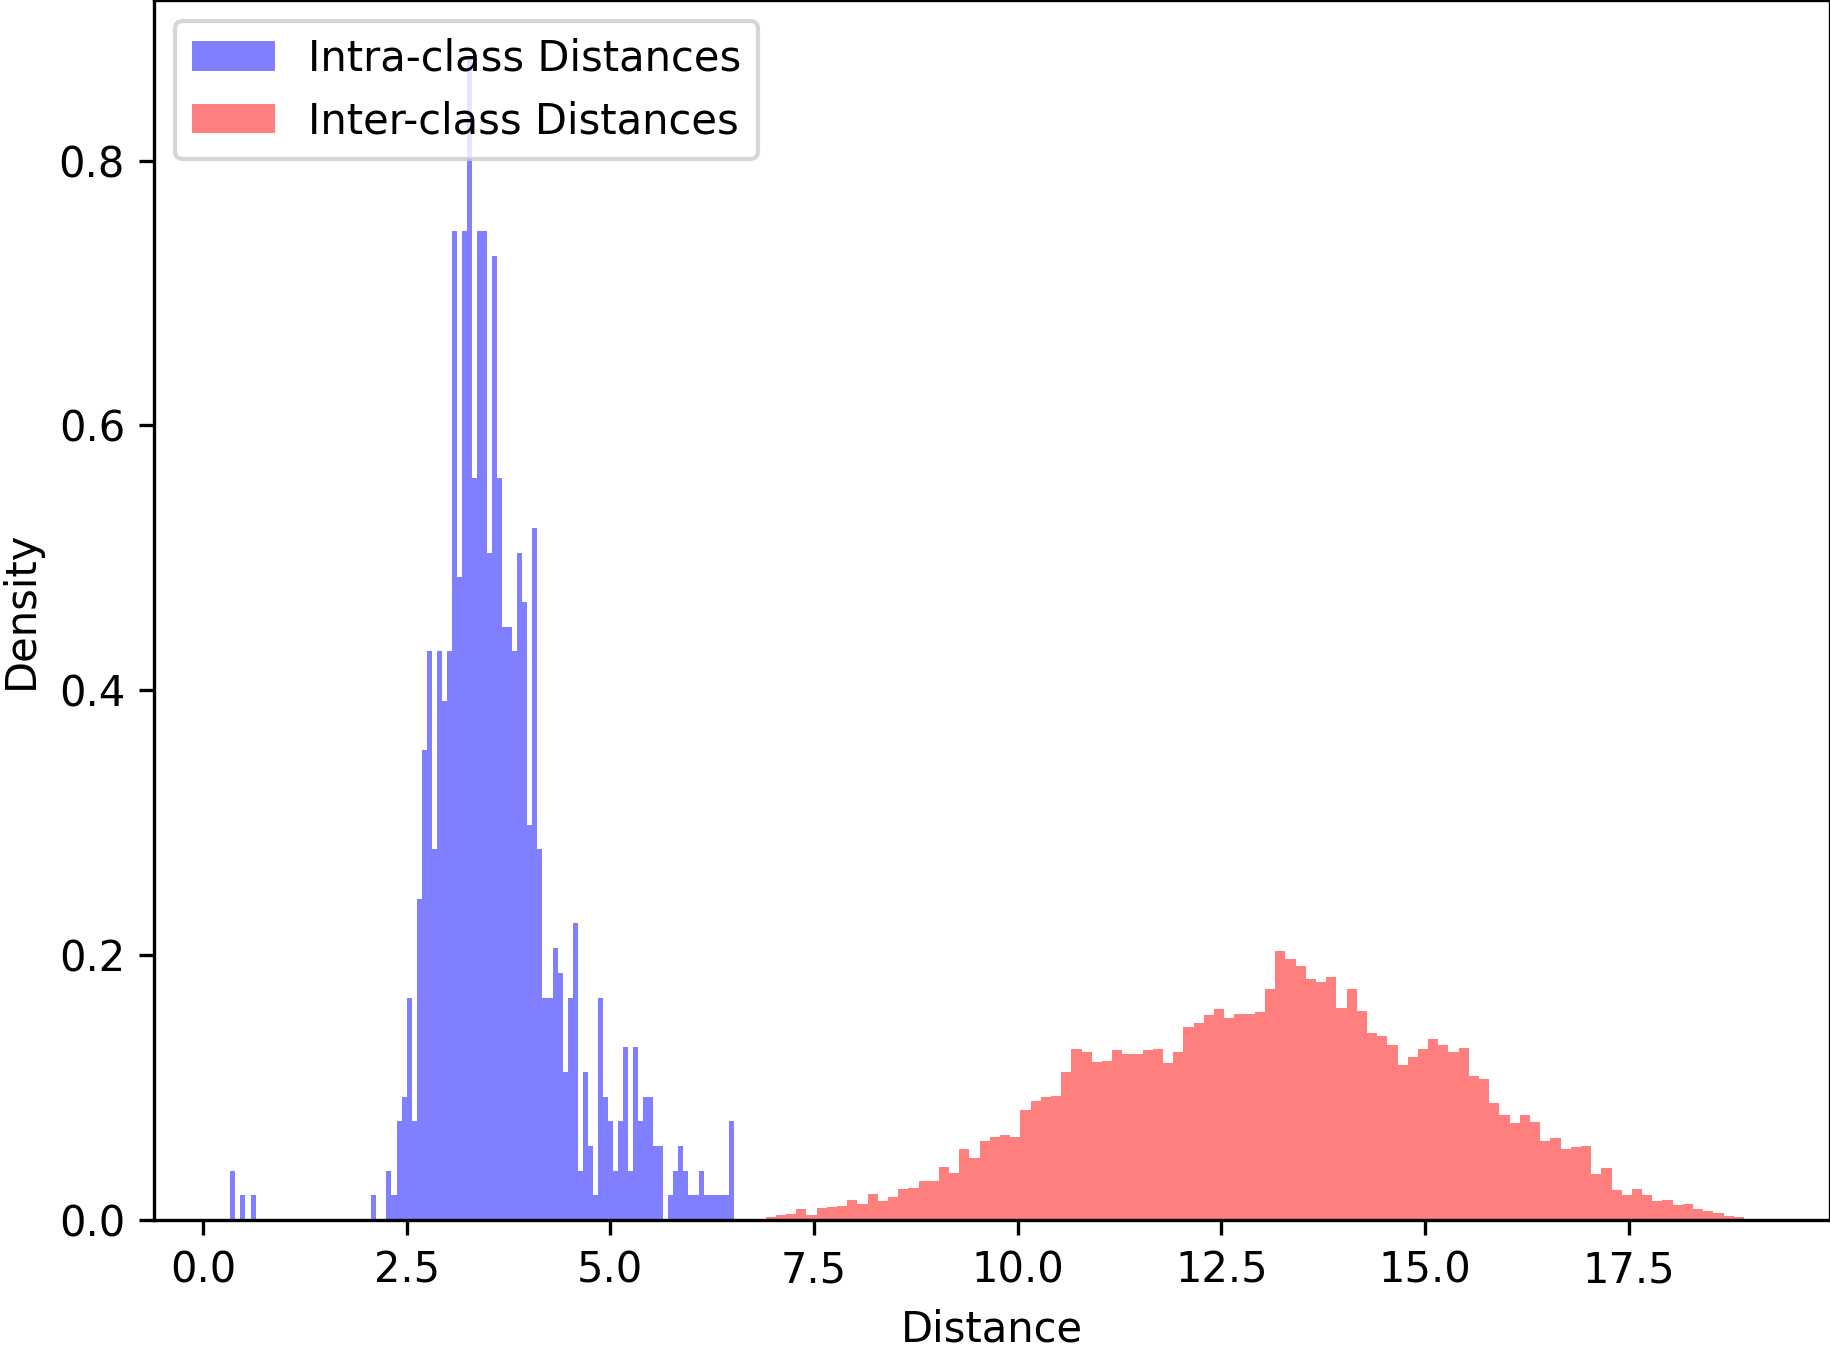 Intra-class Distances
Inter-class Distances
0.8
0.6
0.4
0.2
0.0
Density
0.0 2.5 5.0 7.5 10.0 12.5 15.0 17.5
Distance